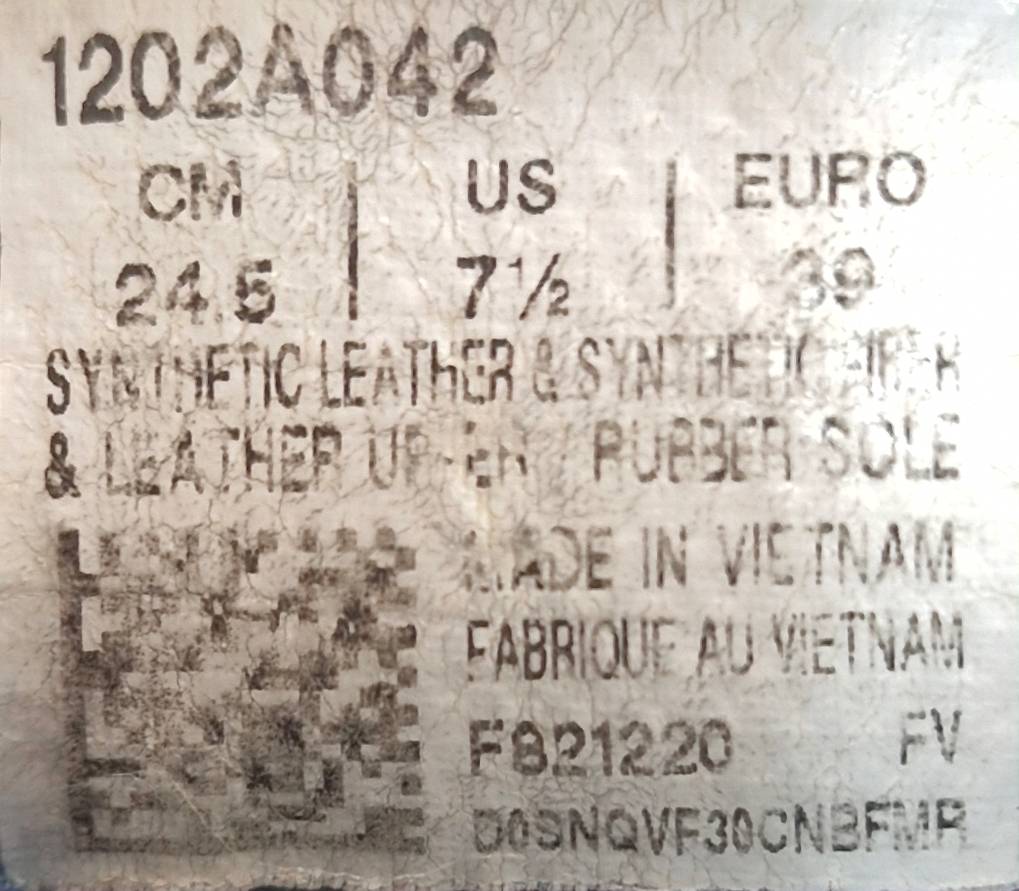 1202A042
CM | US | EURO
24.5 | 7½ | 39
SYNTHETIC LEATHER & SYNTHETIC FIBER
& LEATHER UPPER / RUBBER SOLE
MADE IN VIETNAM
FABRIQUE AU VIETNAM
FB21220 FV